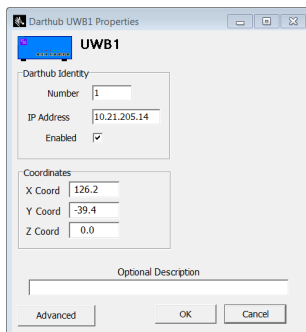 Darthub UWB1 Properties
UWB1
Darthub Identity
Number 1
IP Address 10.21.205.14
Enabled
Coordinates
X Coord 126.2
Y Coord -39.4
Z Coord 0.0
Optional Description
Advanced OK Cancel